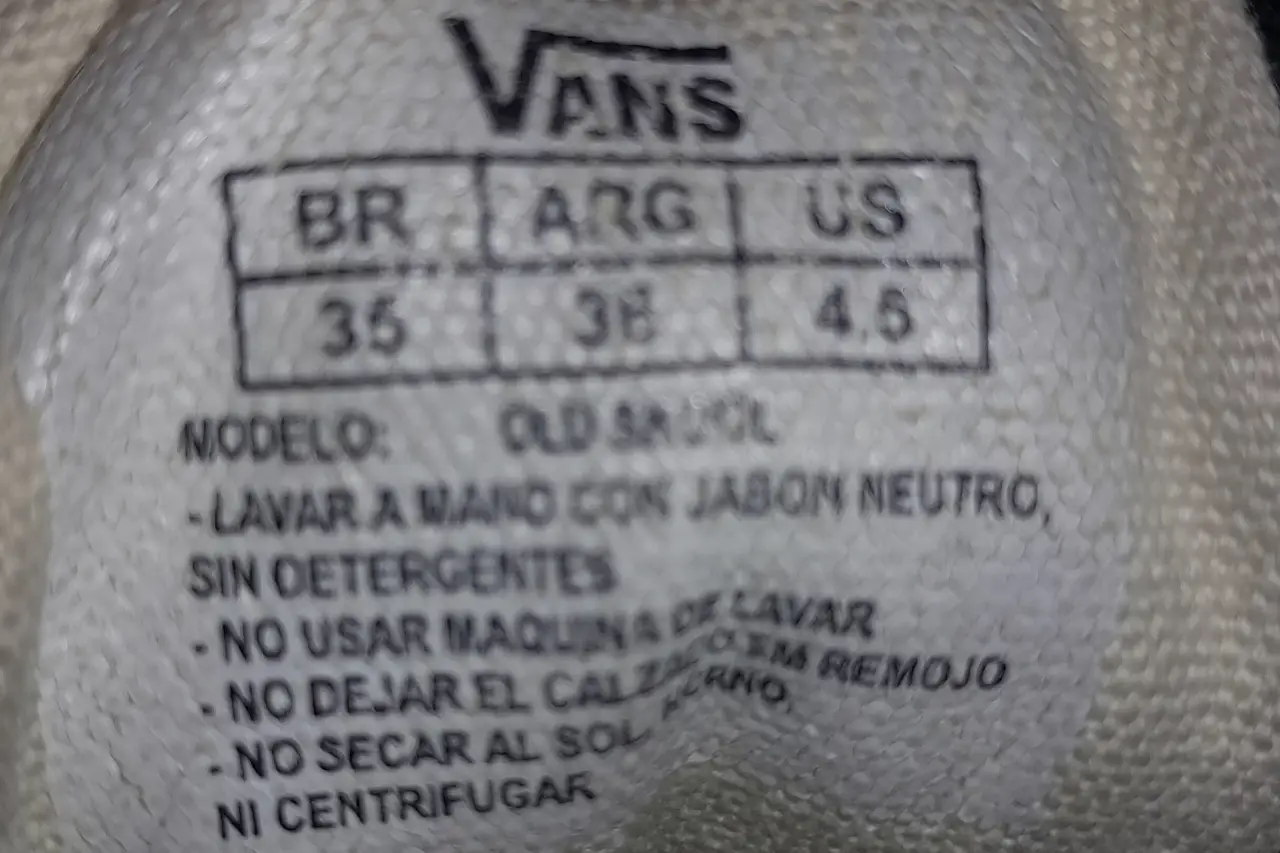 VANS
BR ARG US
35 4.5
MODELO: OLD
-LAVAR A MANO CON JABON NEUTRO,
SIN DETERGENTES
- NO USAR MAQUINA DE LAVAR
- NO DEJAR EL CALZADO EM REMOJO
- NO SECAR AL SOL,
NI CENTRIFUGAR